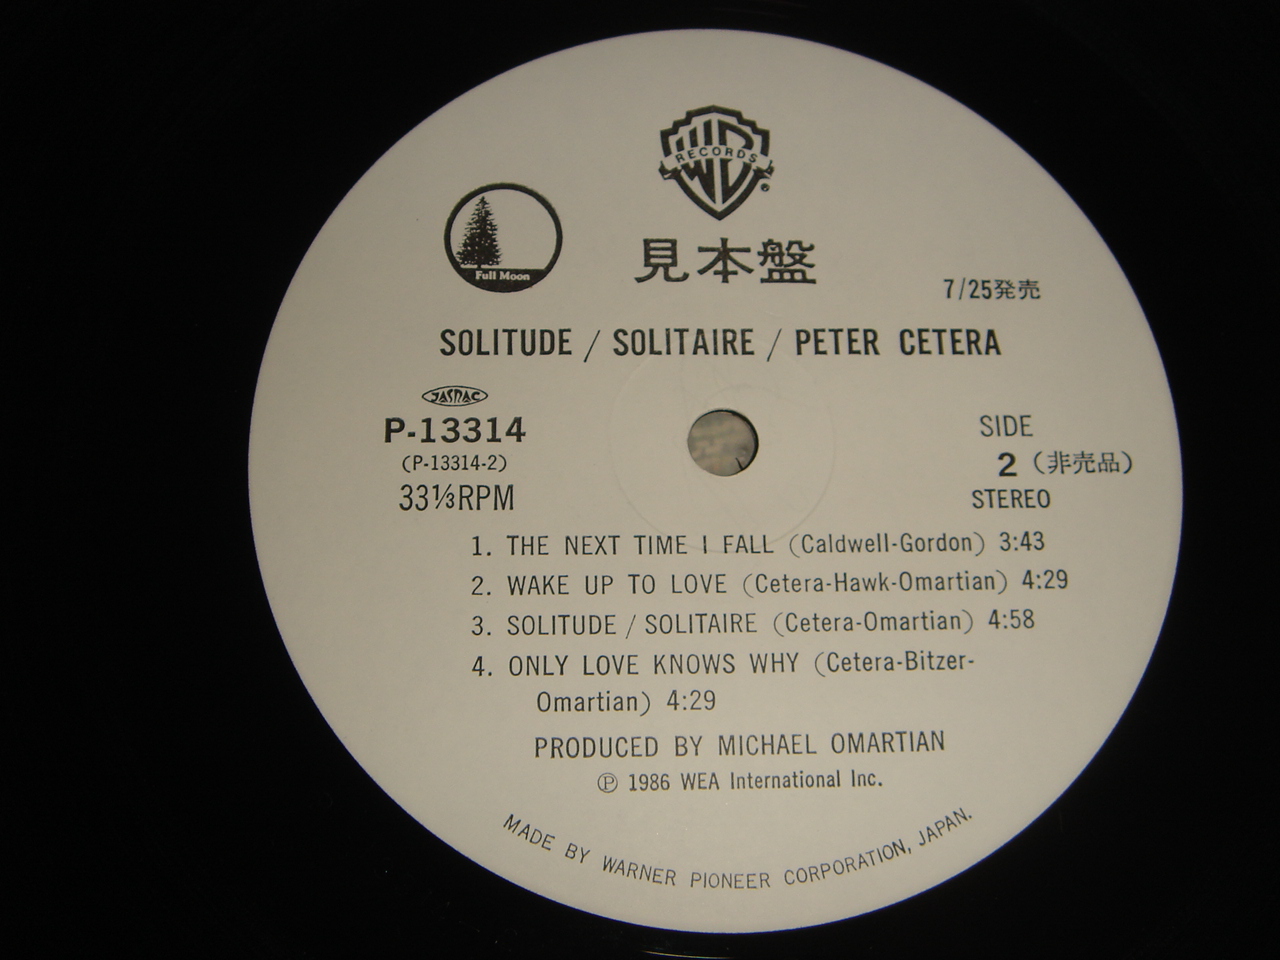 WB
RECORDS
®
Full Moon
見本盤
7/25発売
SOLITUDE / SOLITAIRE / PETER CETERA
JASRAC
P-13314
(P-13314-2)
33⅓RPM
SIDE
2 (非売品)
STEREO
1. THE NEXT TIME I FALL (Caldwell-Gordon) 3:43
2. WAKE UP TO LOVE (Cetera-Hawk-Omartian) 4:29
3. SOLITUDE / SOLITAIRE (Cetera-Omartian) 4:58
4. ONLY LOVE KNOWS WHY (Cetera-Bitzer-
Omartian) 4:29
PRODUCED BY MICHAEL OMARTIAN
℗ 1986 WEA International Inc.
MADE BY WARNER PIONEER CORPORATION, JAPAN.